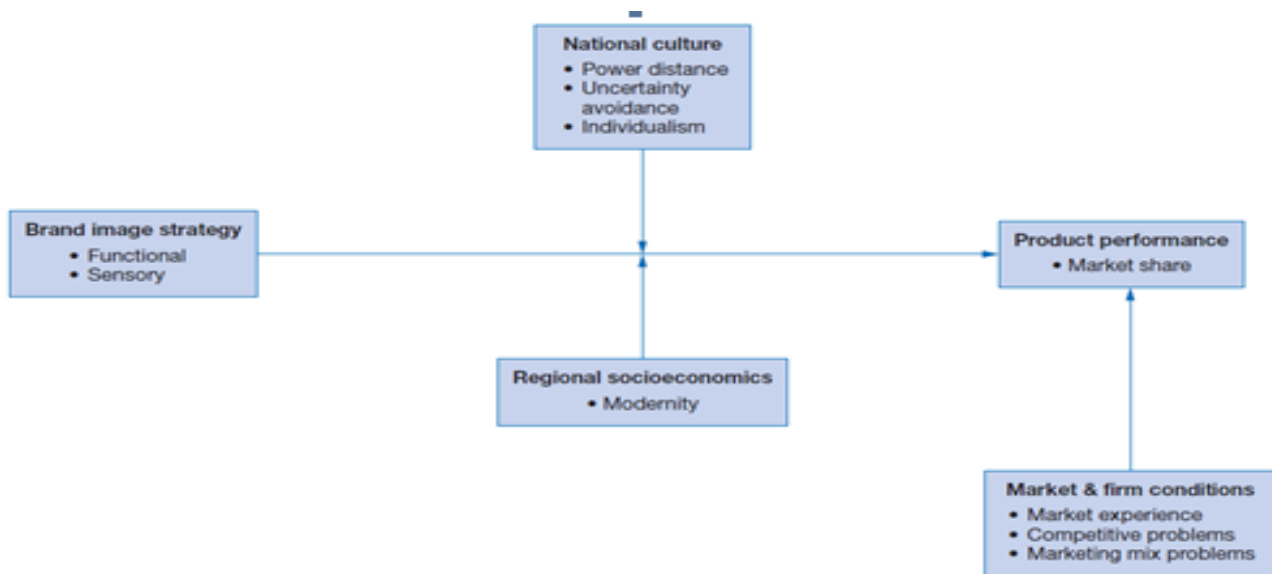 National culture
• Power distance
• Uncertainty
avoidance
• Individualism
Brand image strategy
• Functional
• Sensory
Product performance
• Market share
Regional socioeconomics
• Modernity
Market & firm conditions
• Market experience
• Competitive problems
• Marketing mix problems